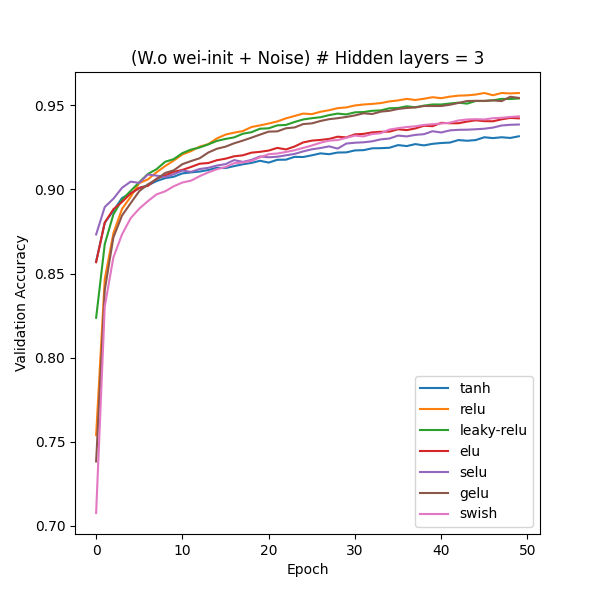 (W.o wei-init + Noise) # Hidden layers = 3
Validation Accuracy
0.95
0.90
0.85
0.80
0.75
0.70
0
10
20
30
40
50
Epoch
tanh
relu
leaky-relu
elu
selu
gelu
swish